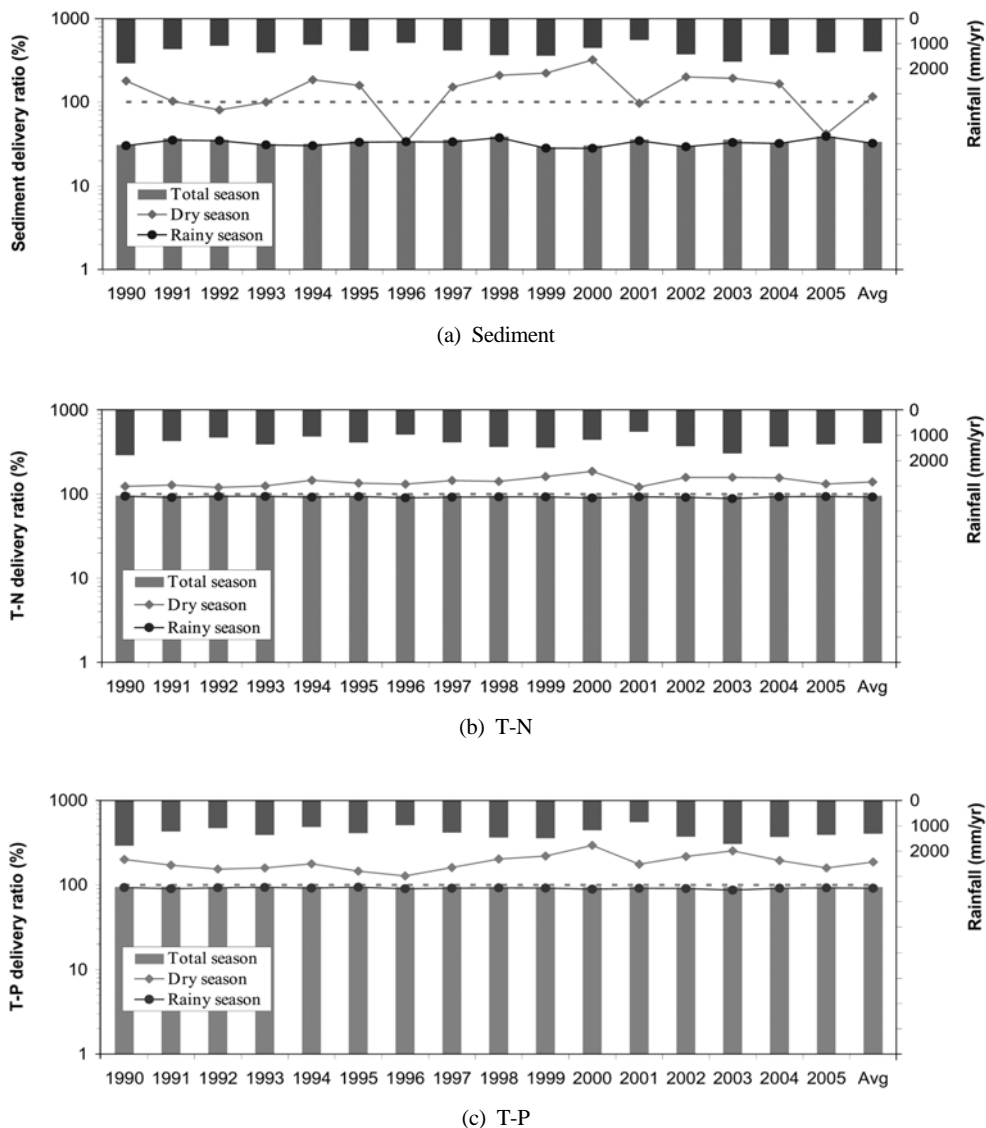 Sediment delivery ratio (%)
1000
100
10
1
Total season
Dry season
Rainy season
0
1000
2000
Rainfall (mm/yr)
1990 1991 1992 1993 1994 1995 1996 1997 1998 1999 2000 2001 2002 2003 2004 2005 Avg
(a) Sediment
T-N delivery ratio (%)
1000
100
10
1
Total season
Dry season
Rainy season
0
1000
2000
Rainfall (mm/yr)
1990 1991 1992 1993 1994 1995 1996 1997 1998 1999 2000 2001 2002 2003 2004 2005 Avg
(b) T-N
T-P delivery ratio (%)
1000
100
10
1
Total season
Dry season
Rainy season
0
1000
2000
Rainfall (mm/yr)
1990 1991 1992 1993 1994 1995 1996 1997 1998 1999 2000 2001 2002 2003 2004 2005 Avg
(c) T-P